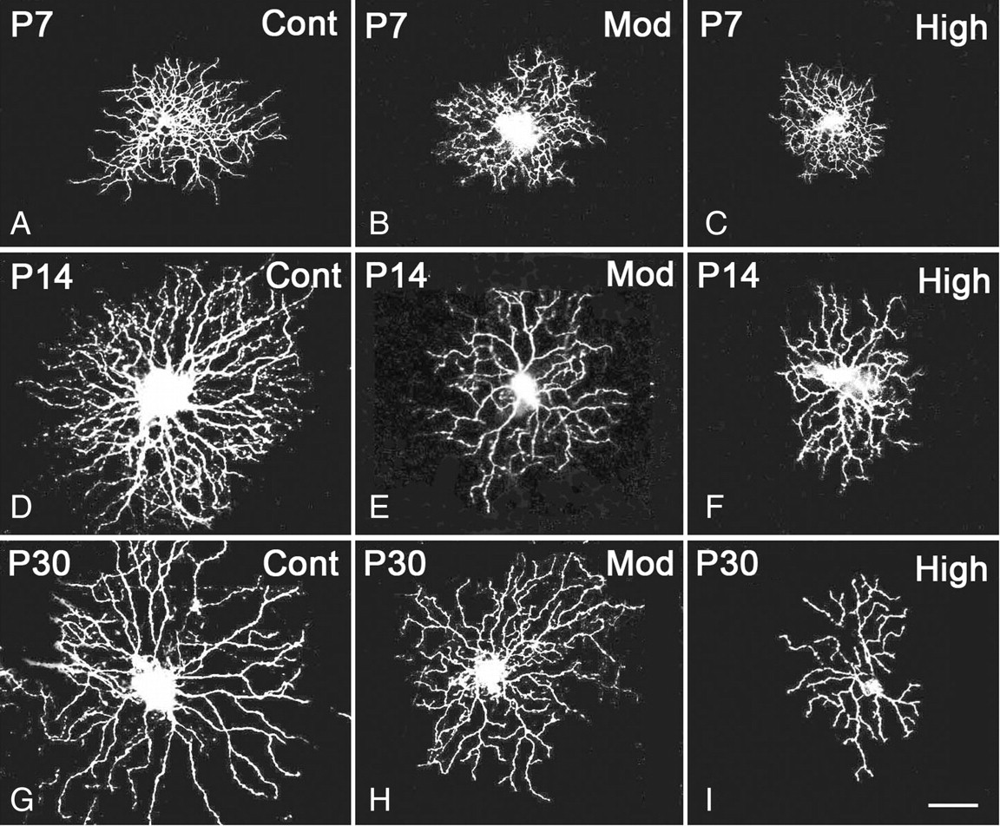 P7 Cont
A
P7 Mod
B
P7 High
C
P14 Cont
D
P14 Mod
E
P14 High
F
P30 Cont
G
P30 Mod
H
P30 High
I